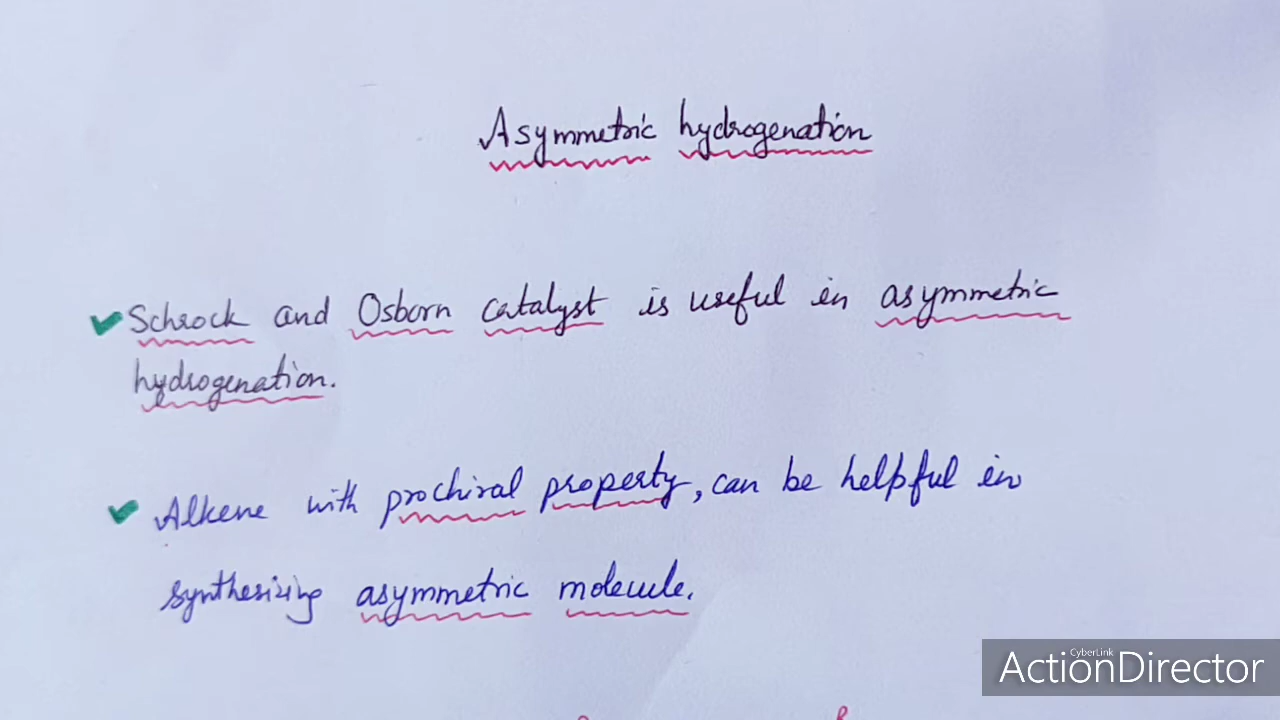 Asymmetric hydrogenation
✔ Schrock and Osborn catalyst is useful in asymmetric
hydrogenation.
✔ Alkene with prochiral property, can be helpful in
synthesizing asymmetric molecule.
CyberLink
ActionDirector